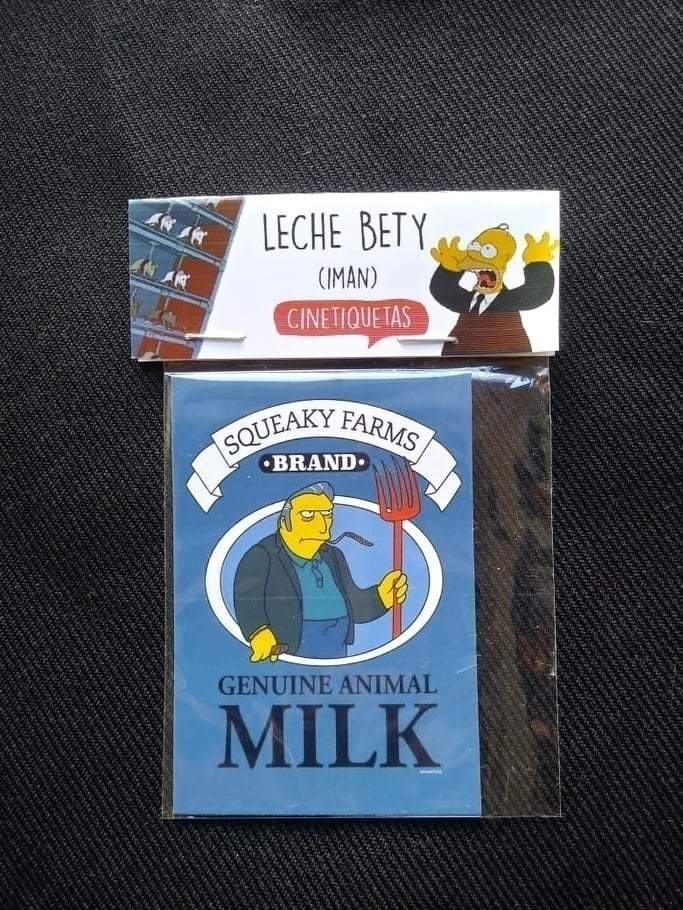 LECHE BETY
(IMAN)
CINETIQUETAS
SQUEAKY FARMS
•BRAND•
GENUINE ANIMAL
MILK